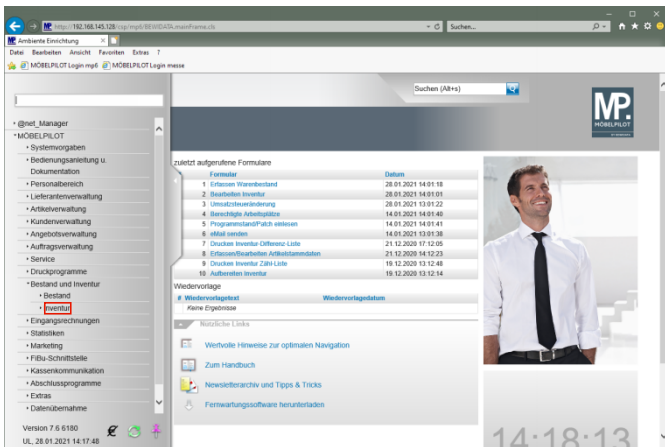 http://192.168.145.128/csp/mp6/BEWIDATA.mainFrame.cls
Suchen...
Ambiente Einrichtung
Datei Bearbeiten Ansicht Favoriten Extras ?
MÖBELPILOT Login mp6 MÖBELPILOT Login messe
Suchen (Alt+s)
MP.
MÖBELPILOT
@net_Manager
MÖBELPILOT
Systemvorgaben
Bedienungsanleitung u.
Dokumentation
Personalbereich
Lieferantenverwaltung
Artikelverwaltung
Kundenverwaltung
Angebotsverwaltung
Auftragsverwaltung
Service
Druckprogramme
Bestand und Inventur
Bestand
Inventur
Eingangsrechnungen
Statistiken
Marketing
FiBu-Schnittstelle
Kassenkommunikation
Abschlussprogramme
Extras
Datenübernahme
Version 7.6 6180
UL, 28.01.2021 14:17:48
zuletzt aufgerufene Formulare
Formular Datum
1 Erfassen Warenbestand 28.01.2021 14:01:18
2 Bearbeiten Inventur 28.01.2021 14:01:01
3 Umsatzsteueränderung 28.01.2021 13:01:22
4 Berechtigte Arbeitsplätze 14.01.2021 14:01:40
5 Programmstand/Patch einlesen 14.01.2021 14:01:41
6 eMail senden 14.01.2021 13:01:38
7 Drucken Inventur-Differenz-Liste 21.12.2020 17:12:05
8 Erfassen/Bearbeiten Artikelstammdaten 21.12.2020 14:12:23
9 Drucken Inventur Zähl-Liste 19.12.2020 13:12:48
10 Aufbereiten Inventur 19.12.2020 13:12:14
Wiedervorlage
# Wiedervorlagetext Wiedervorlagedatum
Keine Ergebnisse
Nützliche Links
Wertvolle Hinweise zur optimalen Navigation
Zum Handbuch
Newsletterarchiv und Tipps & Tricks
Fernwartungssoftware herunterladen
14:18:13